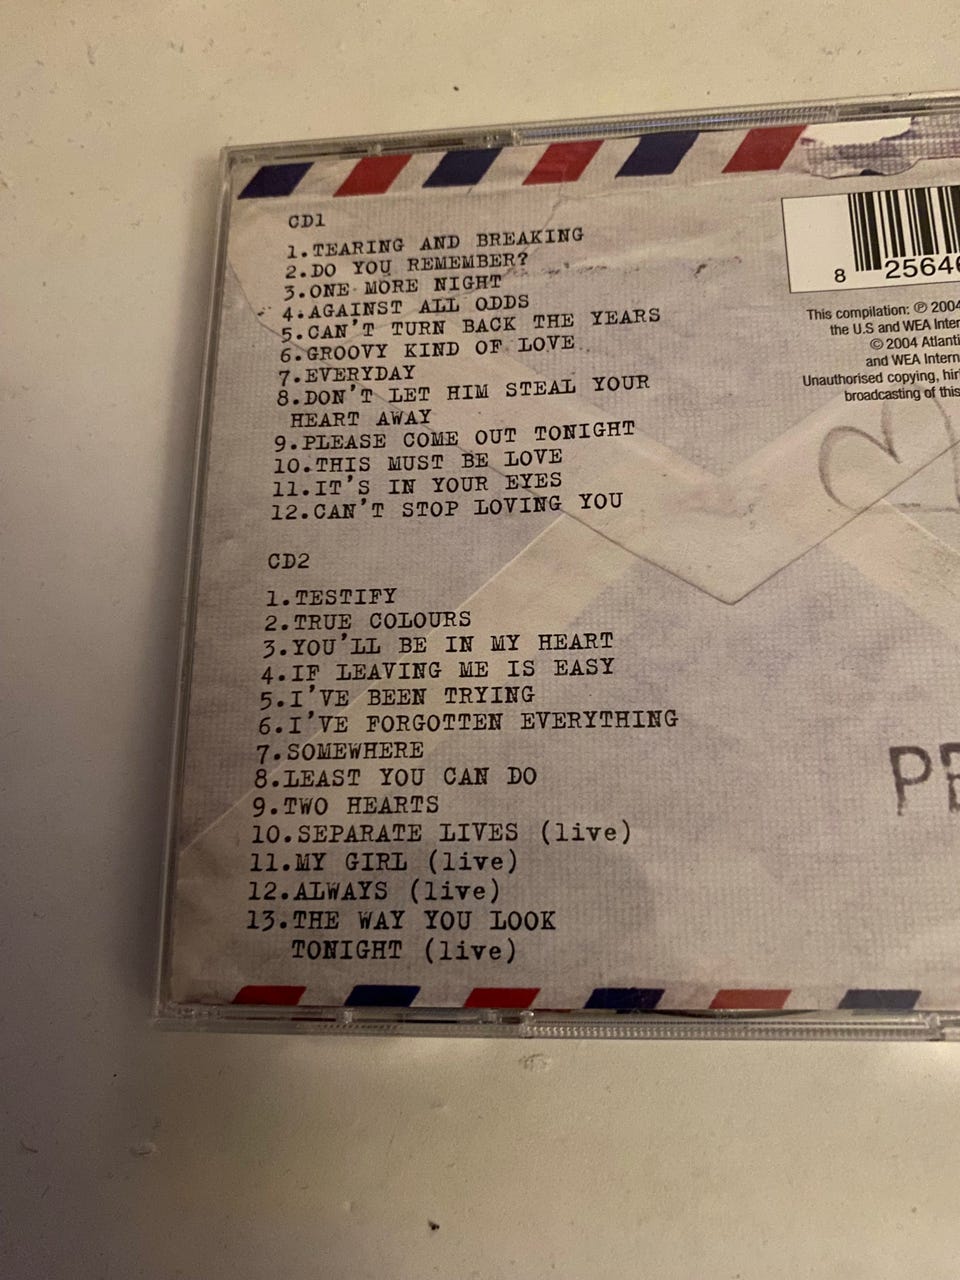 CD1
1.TEARING AND BREAKING
2.DO YOU REMEMBER?
3.ONE MORE NIGHT
4.AGAINST ALL ODDS
5.CAN'T TURN BACK THE YEARS
6.GROOVY KIND OF LOVE
7.EVERYDAY
8.DON'T LET HIM STEAL YOUR
HEART AWAY
9.PLEASE COME OUT TONIGHT
10.THIS MUST BE LOVE
11.IT'S IN YOUR EYES
12.CAN'T STOP LOVING YOU
CD2
1.TESTIFY
2.TRUE COLOURS
3.YOU'LL BE IN MY HEART
4.IF LEAVING ME IS EASY
5.I'VE BEEN TRYING
6.I'VE FORGOTTEN EVERYTHING
7.SOMEWHERE
8.LEAST YOU CAN DO
9.TWO HEARTS
10.SEPARATE LIVES (live)
11.MY GIRL (live)
12.ALWAYS (live)
13.THE WAY YOU LOOK
TONIGHT (live)
8 25646
This compilation: ℗ 2004
the U.S and WEA Inter
© 2004 Atlanti
and WEA Intern
Unauthorised copying, hiri
broadcasting of this